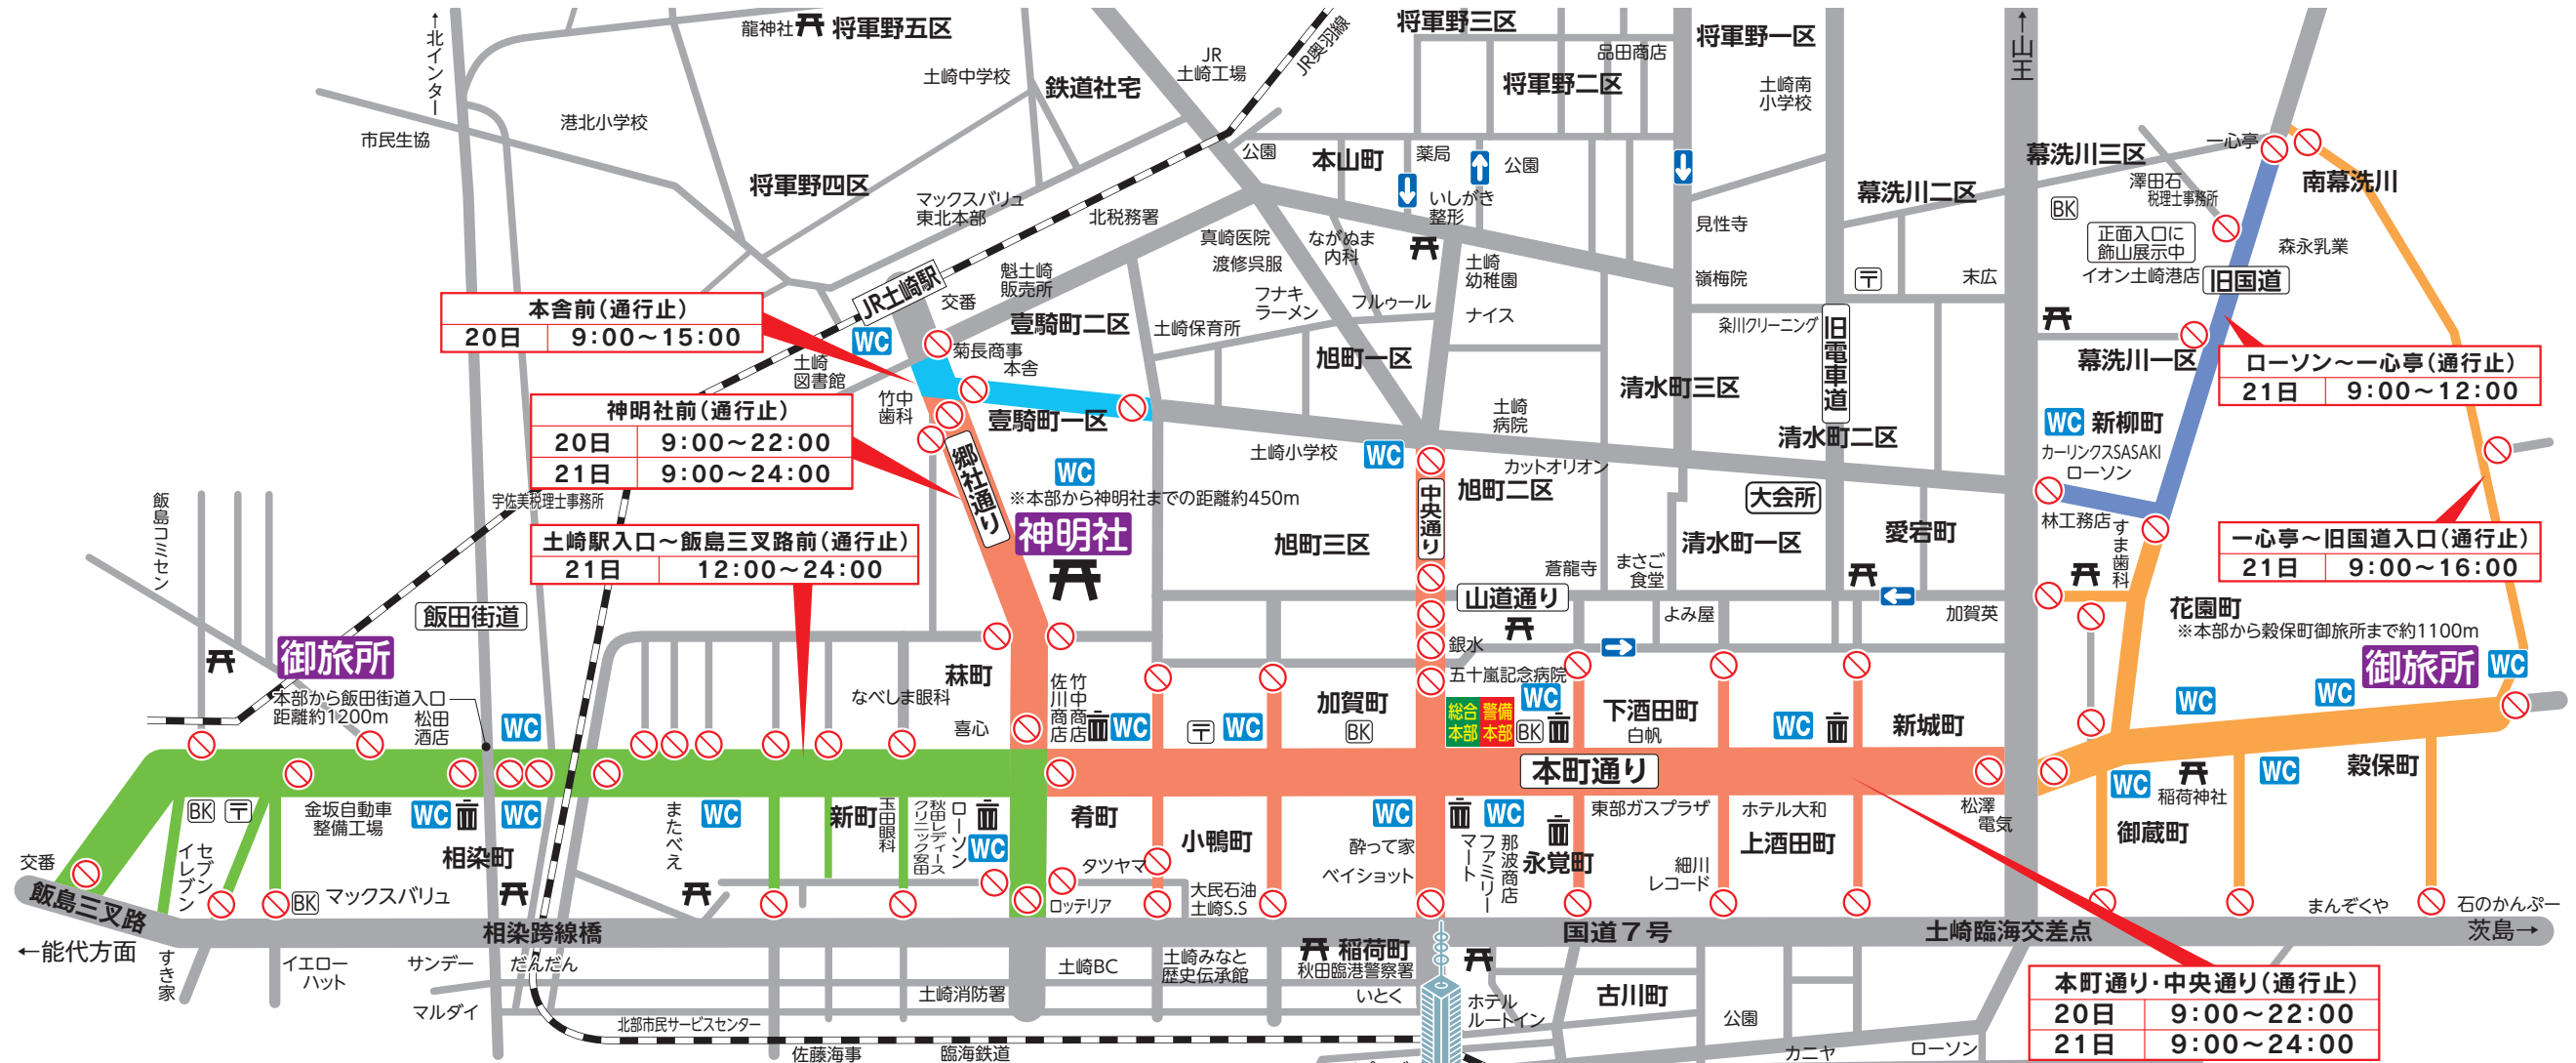 ←北インター
龍神社
将軍野五区
土崎中学校
鉄道社宅
JR
土崎工場
JR奥羽線
将軍野三区
品田商店
将軍野二区
将軍野一区
土崎南
小学校
←山王
市民生協
港北小学校
将軍野四区
マックスバリュ
東北本部
北税務署
公園
本山町
薬局
公園
いしがき
整形
見性寺
幕洗川二区
幕洗川三区
一心亭
澤田石
税理士事務所
南幕洗川
BK
正面入口に
飾山展示中
イオン土崎港店
旧国道
森永乳業
真崎医院
渡修呉服
ながぬま
内科
土崎
幼稚園
嶺梅院
〒
末広
JR土崎駅
交番
魁土崎
販売所
フナキ
ラーメン
フルゥール
ナイス
粂川クリーニング
旧電車道
本舎前(通行止)
20日 9:00〜15:00
WC
菊長商事
本舎
壹騎町二区
土崎保育所
旭町一区
清水町三区
幕洗川一区
ローソン〜一心亭(通行止)
21日 9:00〜12:00
土崎
図書館
竹中
歯科
神明社前(通行止)
20日 9:00〜22:00
21日 9:00〜24:00
壹騎町一区
土崎小学校
WC
土崎
病院
カットオリオン
清水町二区
WC
新柳町
カーリンクスSASAKI
ローソン
郷社通り
WC
※本部から神明社までの距離約450m
神明社
中央通り
旭町二区
旭町三区
大会所
清水町一区
愛宕町
林工務店
すま歯科
一心亭〜旧国道入口(通行止)
21日 9:00〜16:00
飯島コミセン
宇佐美税理士事務所
土崎駅入口〜飯島三叉路前(通行止)
21日 12:00〜24:00
飯田街道
蒼龍寺
まさご
食堂
山道通り
よみ屋
加賀英
花園町
※本部から穀保町御旅所まで約1100m
御旅所
WC
御旅所
本部から飯田街道入口
距離約1200m
松田
酒店
WC
なべしま眼科
萩町
喜心
竹中商店
佐川商店
WC
〒
WC
加賀町
BK
銀水
五十嵐記念病院
総合
本部
警備
本部
WC
BK
下酒田町
白帆
WC
新城町
WC
WC
本町通り
BK
〒
金坂自動車
整備工場
WC
WC
相染町
またべえ
WC
新町
玉田眼科
秋田レディース
クリニック安田
ローソン
WC
肴町
小鴨町
タツヤマ
ロッテリア
大民石油
土崎S.S
WC
酔って家
ベイショット
WC
ファミリー
マート
那波商店
永覚町
東部ガスプラザ
細川
レコード
ホテル大和
上酒田町
松澤
電気
WC
稲荷神社
御蔵町
WC
穀保町
交番
セブン
イレブン
BK
マックスバリュ
飯島三叉路
←能代方面
相染跨線橋
国道７号
土崎臨海交差点
まんぞくや
石のかんぷー
茨島→
すき家
イエロー
ハット
サンデー
だんだん
マルダイ
土崎消防署
土崎BC
土崎みなと
歴史伝承館
稲荷町
秋田臨港警察署
いとく
ホテル
ルートイン
古川町
公園
カニヤ
ローソン
北部市民サービスセンター
佐藤海事
臨海鉄道
本町通り・中央通り(通行止)
20日 9:00〜22:00
21日 9:00〜24:00